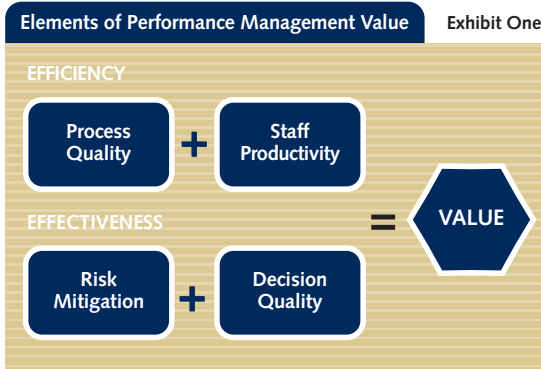 Elements of Performance Management Value
Exhibit One
EFFICIENCY
Process
Quality
+
Staff
Productivity
EFFECTIVENESS
=
VALUE
Risk
Mitigation
+
Decision
Quality